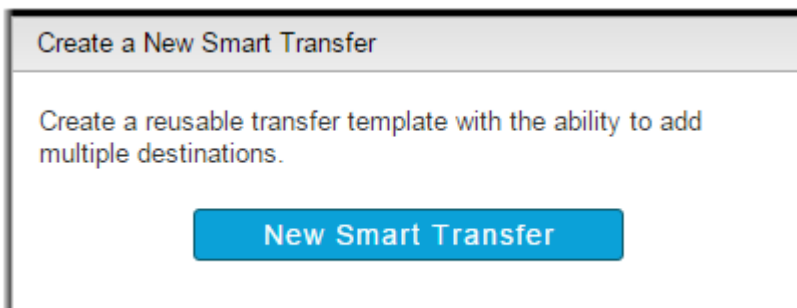 Create a New Smart Transfer
Create a reusable transfer template with the ability to add
multiple destinations.
New Smart Transfer